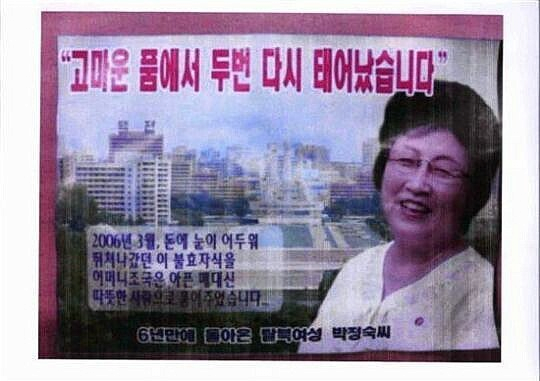 “고마운 품에서 두번 다시 태어났습니다”
2006년 3월, 돈에 눈이 어두워
뛰쳐나갔던 이 불효자식을
어머니조국은 아픈 매대신
따뜻한 사랑으로 품어주었습니다..
6년만에 돌아온 탈북여성 박정숙씨